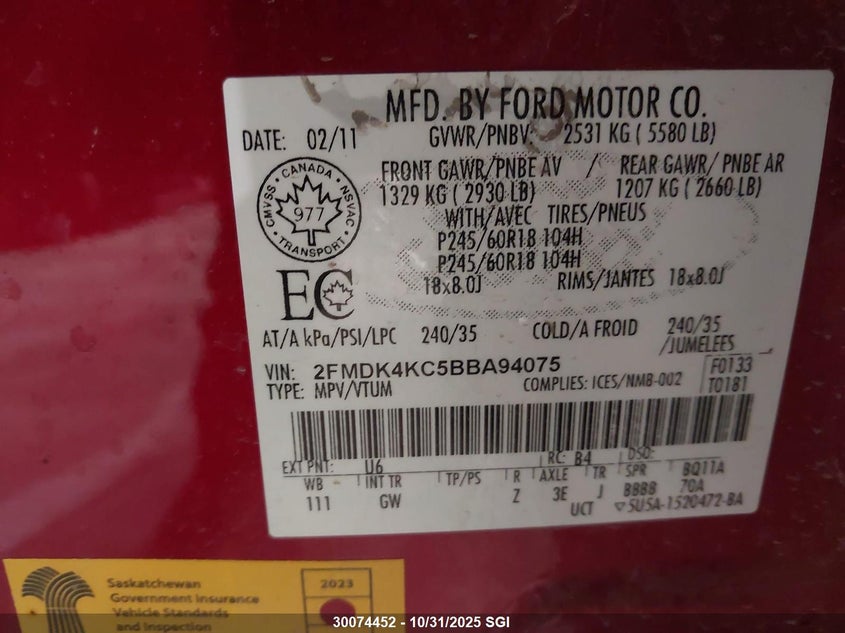 MFD. BY FORD MOTOR CO.
DATE: 02/11 GVWR/PNBV: 2531 KG ( 5580 LB)
FRONT GAWR/PNBE AV / REAR GAWR/ PNBE AR
1329 KG ( 2930 LB) 1207 KG ( 2660 LB)
WITH/AVEC TIRES/PNEUS
P245/60R18 104H
P245/60R18 104H
18x8.0J RIMS/JANTES 18x8.0J
CMVSS • CANADA • NSVAC • TRANSPORT •
977
EC
AT/A kPa/PSI/LPC 240/35 COLD/A FROID 240/35
/JUMELEES
VIN: 2FMDK4KC5BBA94075 F0133
TYPE: MPV/VTUM COMPLIES: ICES/NMB-002 T0181
EXT PNT: U6 RC: B4 DSO:
WB INT TR TP/PS R AXLE TR SPR BQ11A
111 GW Z 3E J BBBB 70A
UCT ▽5U5A-1520472-BA
Saskatchewan
Government Insurance
Vehicle Standards
and Inspection
2023
30074452 - 10/31/2025 SGI